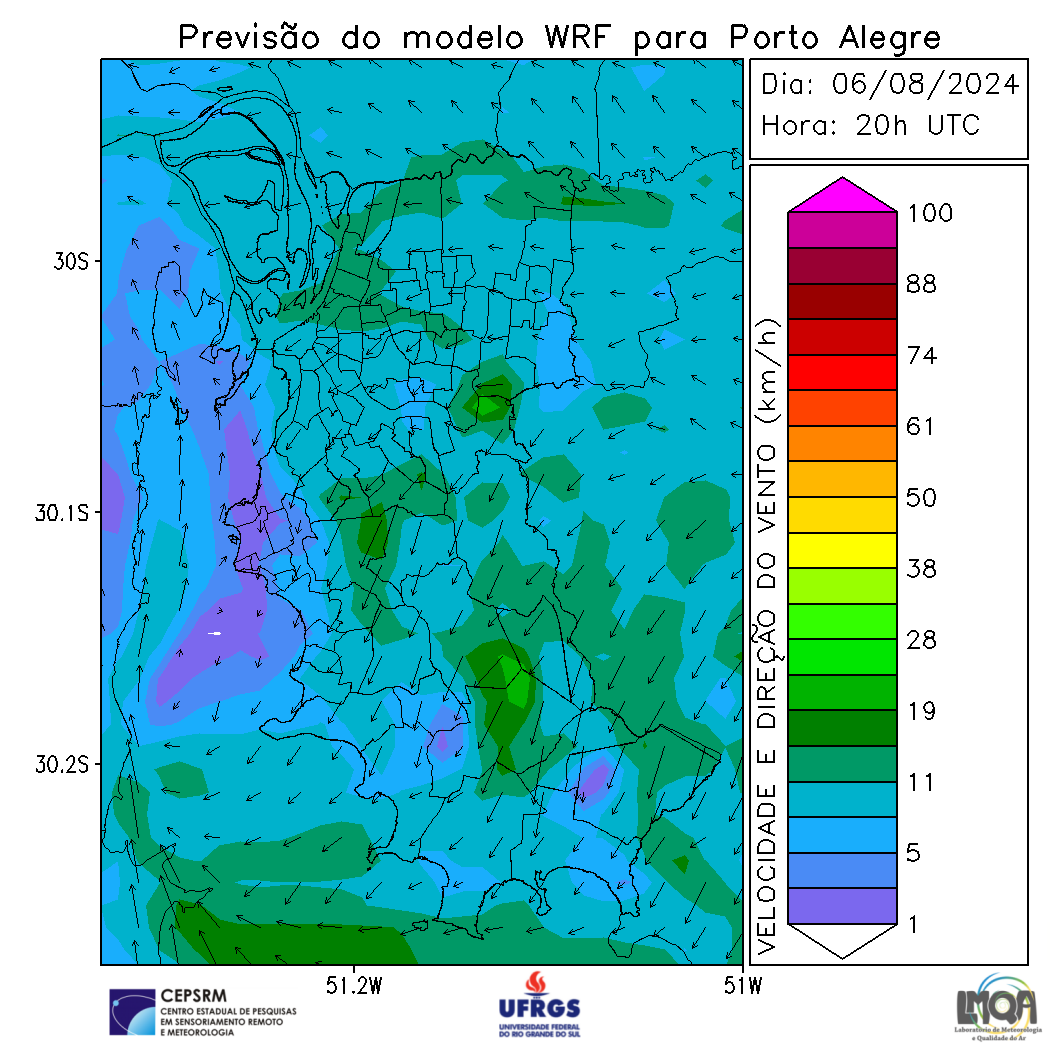 Previsão do modelo WRF para Porto Alegre
Dia: 06/08/2024
Hora: 20h UTC
30S
30.1S
30.2S
51.2W
51W
VELOCIDADE E DIREÇÃO DO VENTO (km/h)
100
88
74
61
50
38
28
19
11
5
1
CEPSRM
CENTRO ESTADUAL DE PESQUISAS
EM SENSORIAMENTO REMOTO
E METEOROLOGIA
UFRGS
UNIVERSIDADE FEDERAL
DO RIO GRANDE DO SUL
LMQA
Laboratório de Meteorologia
e Qualidade do Ar